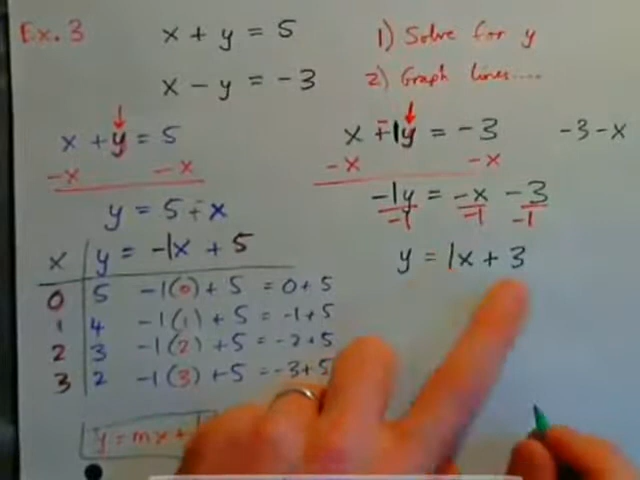 Ex. 3
x + y = 5
x - y = -3
1) Solve for y
2) Graph lines....
x + y = 5
-x -x
y = 5 - x
y = -1x + 5
x y
0 5 -1(0) + 5 = 0 + 5
1 4 -1(1) + 5 = -1 + 5
2 3 -1(2) + 5 = -2 + 5
3 2 -1(3) + 5 = -3 + 5
y = mx +
x + -1y = -3
-x -x
-3 - x
-1y = -x - 3
-1 -1 -1
y = 1x + 3